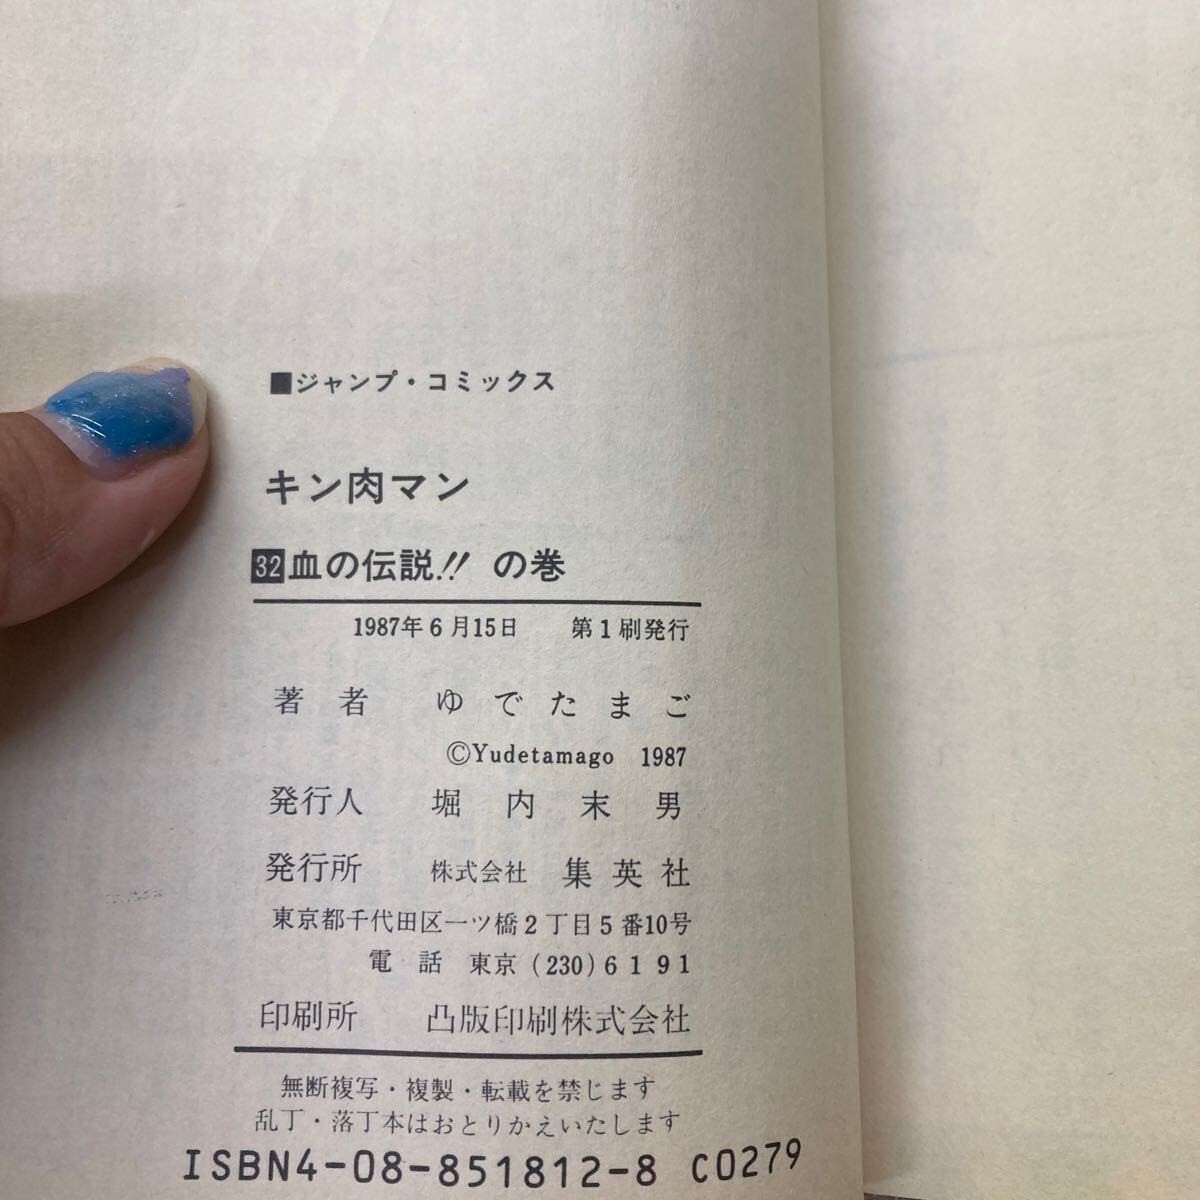 ■ジャンプ・コミックス
キン肉マン
32血の伝説!! の巻
1987年6月15日 第1刷発行
著者 ゆでたまご
©Yudetamago 1987
発行人 堀内末男
発行所 株式会社 集英社
東京都千代田区一ツ橋2丁目5番10号
電話 東京(230)6191
印刷所 凸版印刷株式会社
無断複写・複製・転載を禁じます
乱丁・落丁本はおとりかえいたします
ISBN4-08-851812-8 C0279